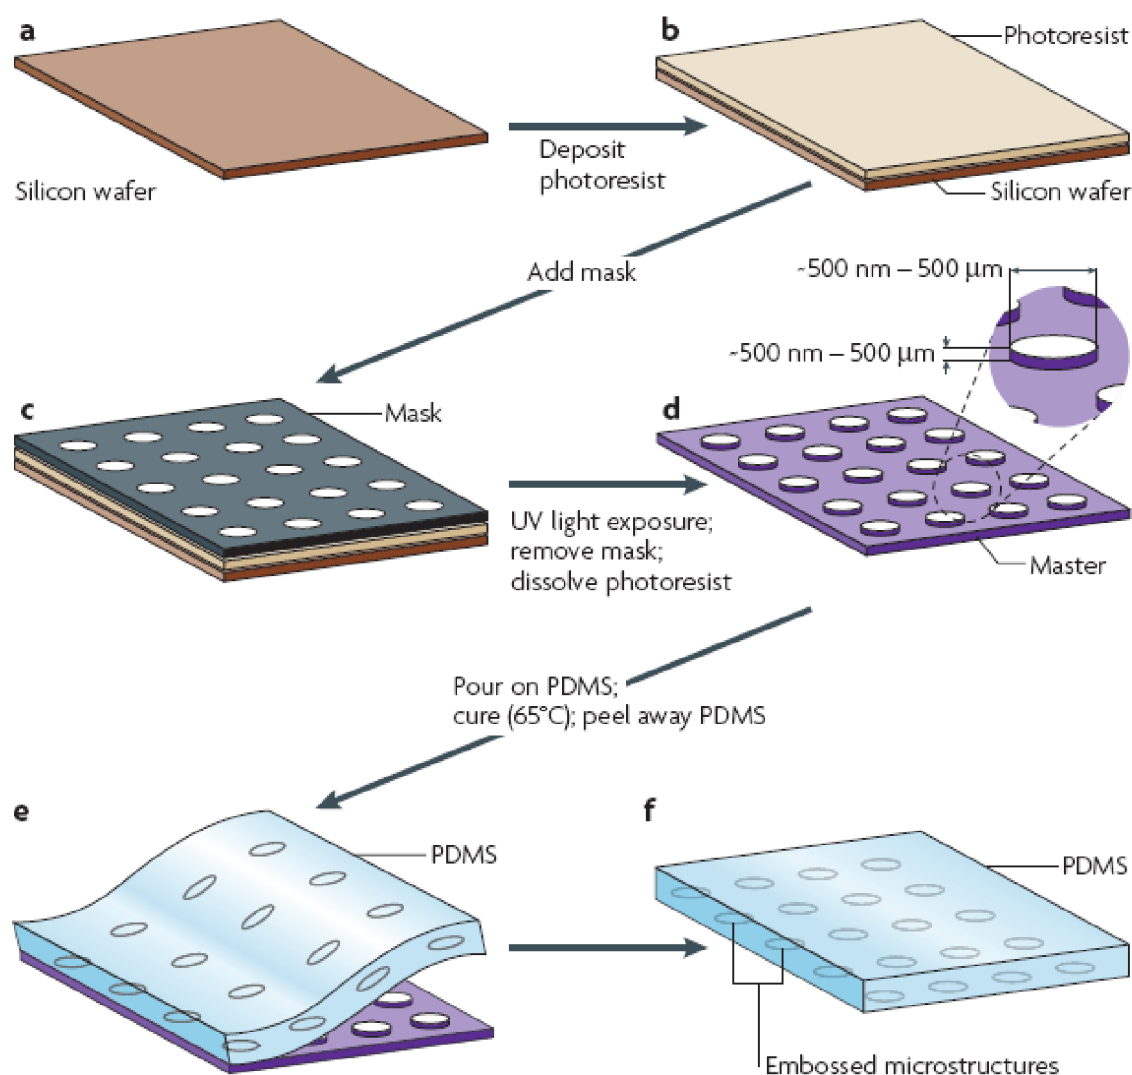 a
b
Photoresist
Deposit
photoresist
Silicon wafer
Silicon wafer
Add mask
~500 nm – 500 µm
~500 nm – 500 µm
c
Mask
d
UV light exposure;
remove mask;
dissolve photoresist
Master
Pour on PDMS;
cure (65°C); peel away PDMS
e
PDMS
f
PDMS
Embossed microstructures